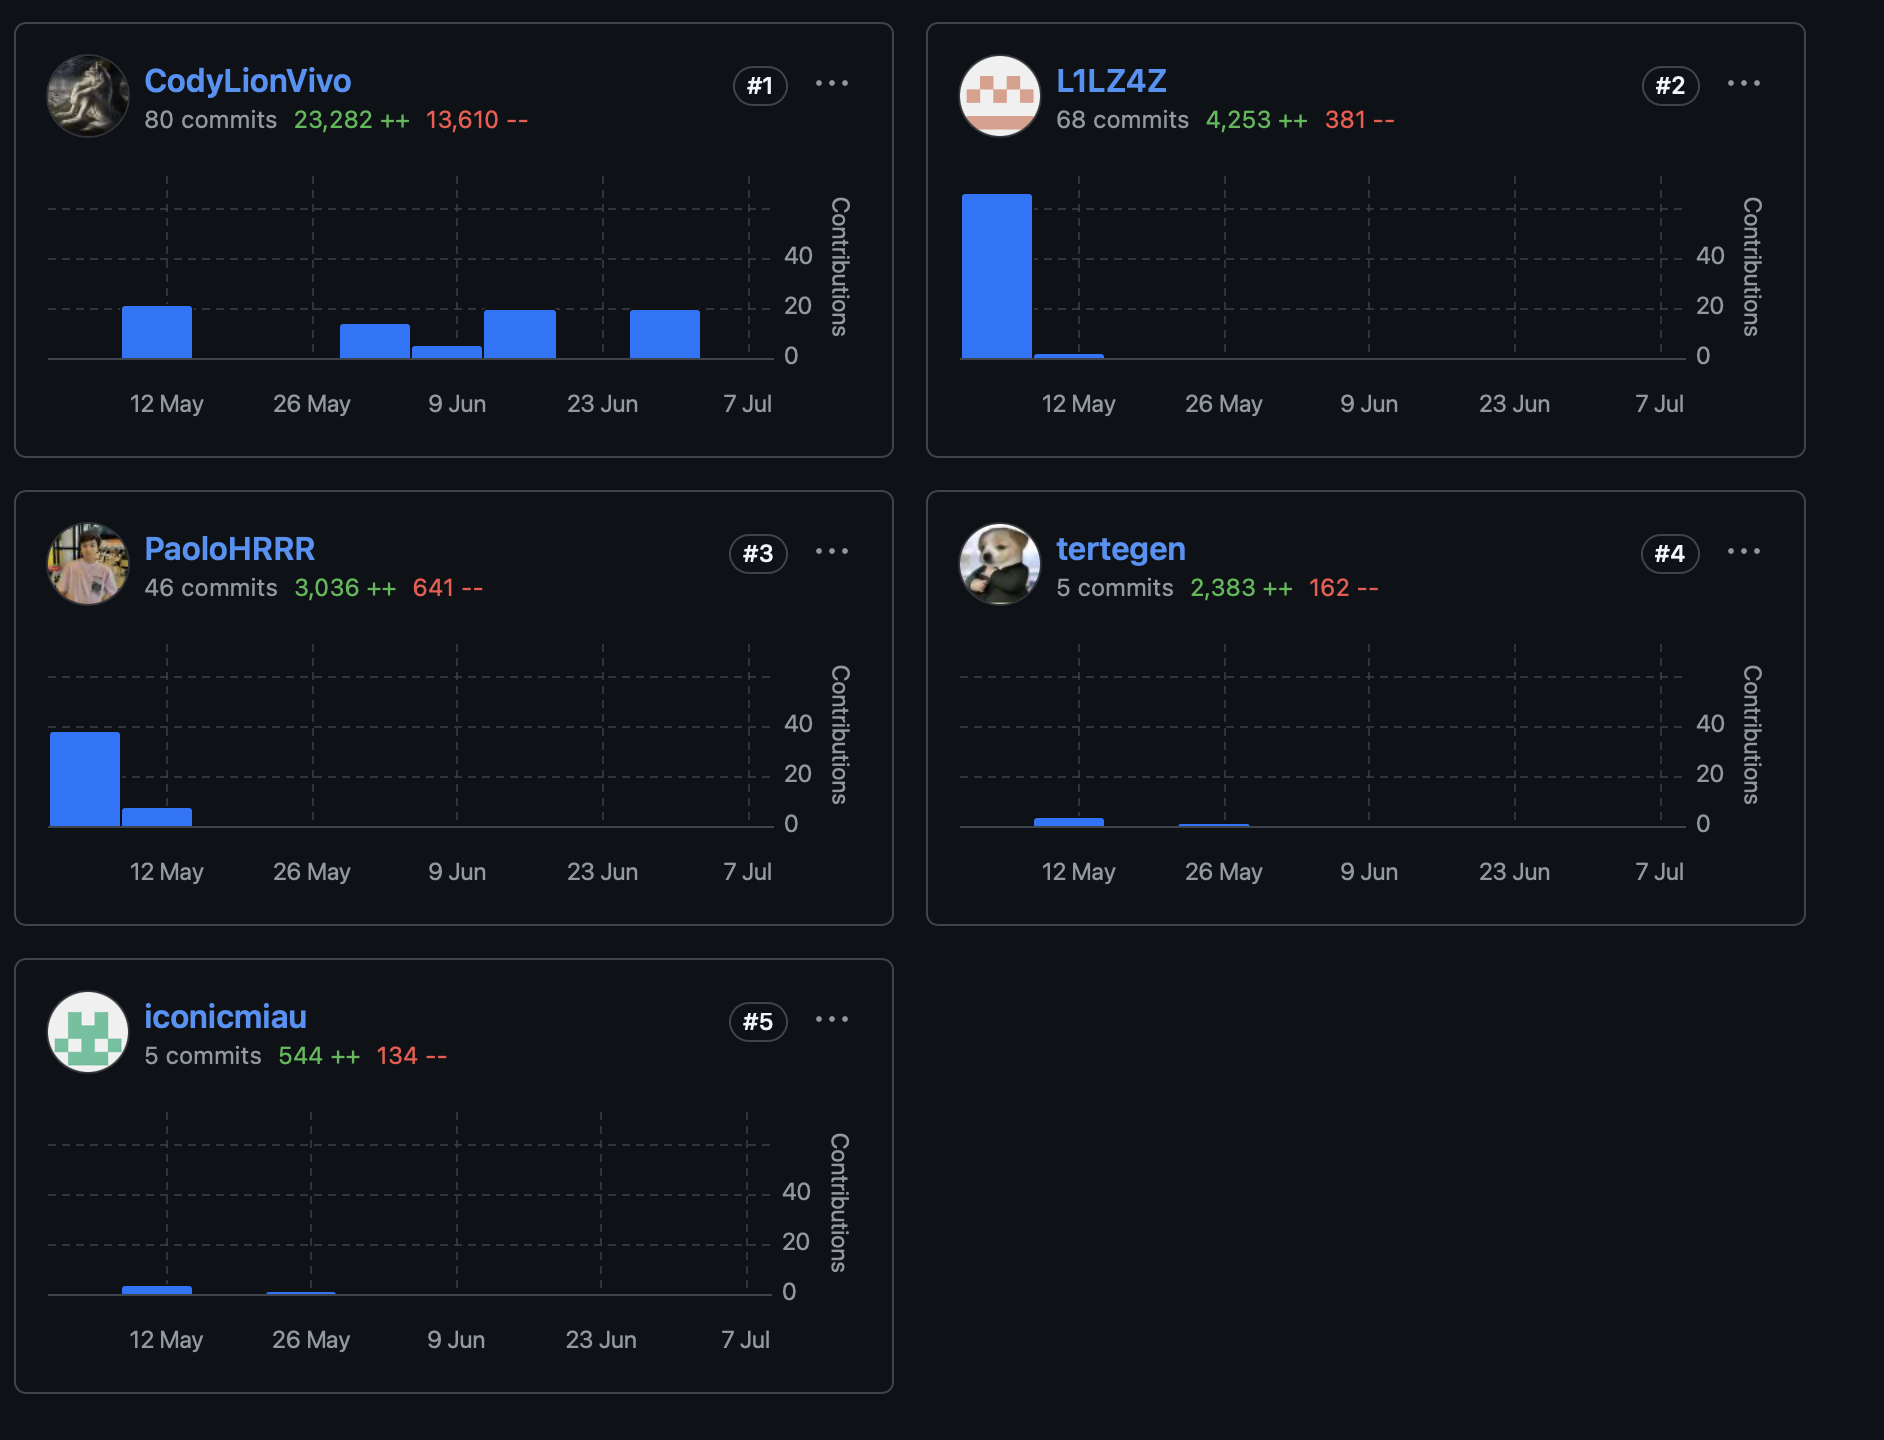 CodyLionVivo
#1
80 commits 23,282 ++ 13,610 --
Contributions
40
20
0
12 May 26 May 9 Jun 23 Jun 7 Jul
L1LZ4Z
#2
68 commits 4,253 ++ 381 --
Contributions
40
20
0
12 May 26 May 9 Jun 23 Jun 7 Jul
PaoloHRRR
#3
46 commits 3,036 ++ 641 --
Contributions
40
20
0
12 May 26 May 9 Jun 23 Jun 7 Jul
tertegen
#4
5 commits 2,383 ++ 162 --
Contributions
40
20
0
12 May 26 May 9 Jun 23 Jun 7 Jul
iconicmiau
#5
5 commits 544 ++ 134 --
Contributions
40
20
0
12 May 26 May 9 Jun 23 Jun 7 Jul